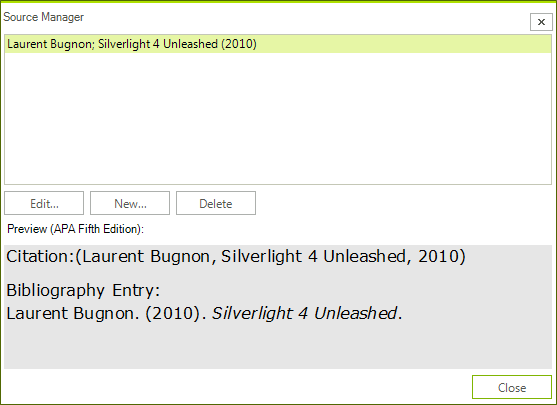 Source Manager
Laurent Bugnon; Silverlight 4 Unleashed (2010)
Edit... New... Delete
Preview (APA Fifth Edition):
Citation:(Laurent Bugnon, Silverlight 4 Unleashed, 2010)
Bibliography Entry:
Laurent Bugnon. (2010). Silverlight 4 Unleashed.
Close